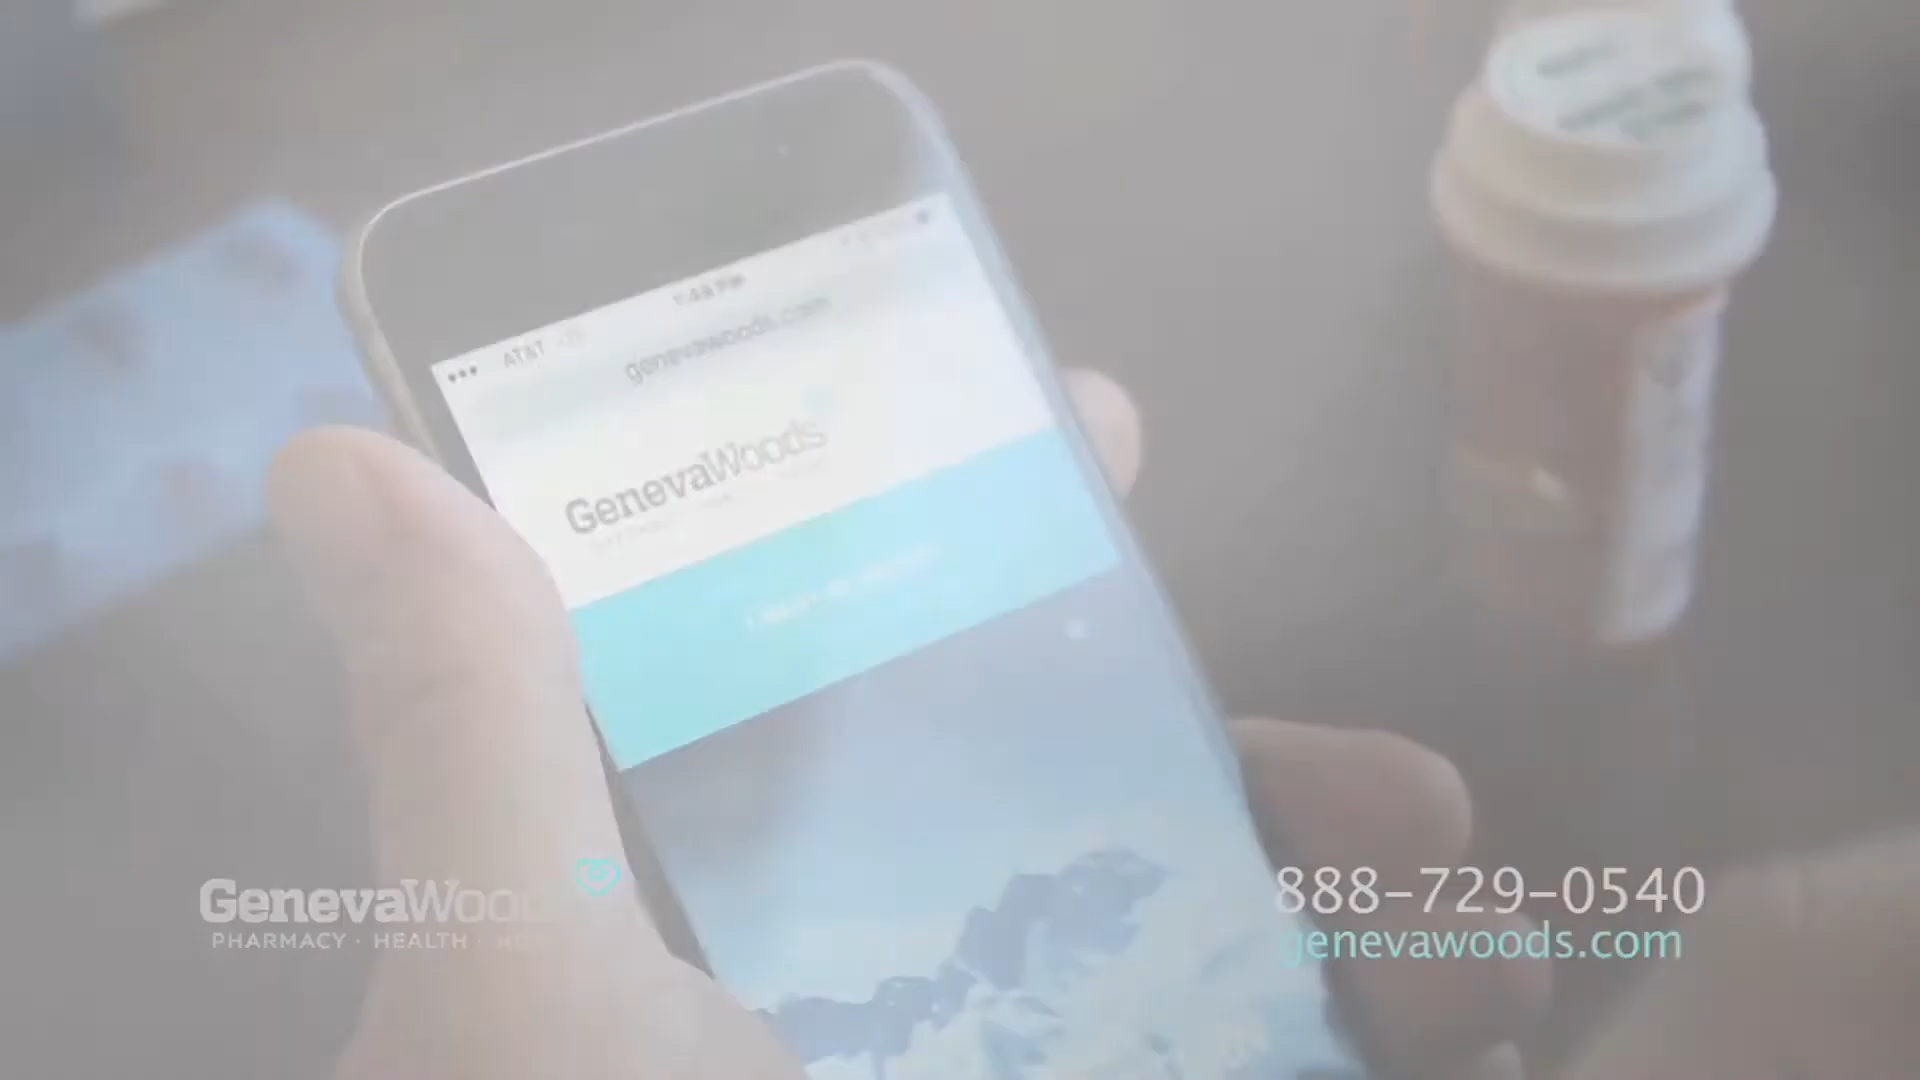 AT&T
genevawoods.com
GenevaWoods
GenevaWoods
PHARMACY · HEALTH ·
888-729-0540
genevawoods.com